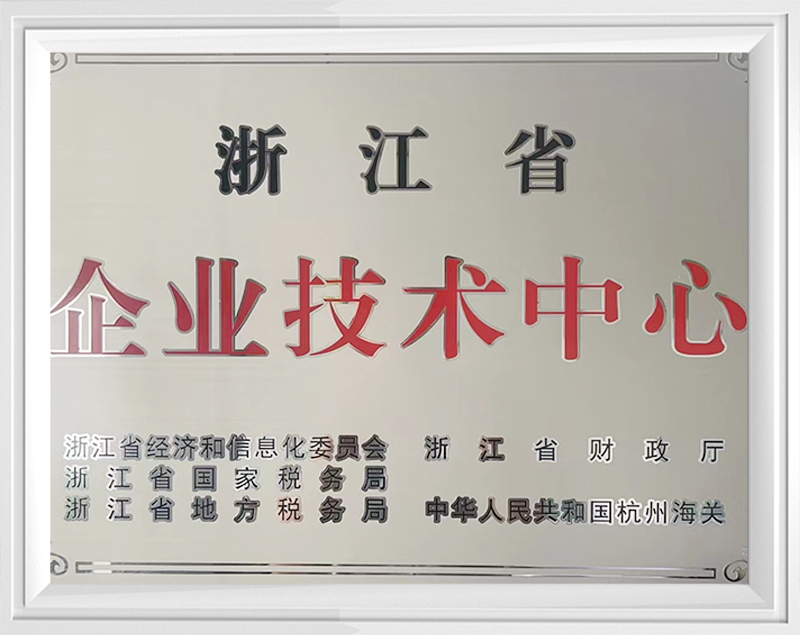 浙江省
企业技术中心
浙江省经济和信息化委员会 浙江省财政厅
浙江省国家税务局
浙江省地方税务局 中华人民共和国杭州海关